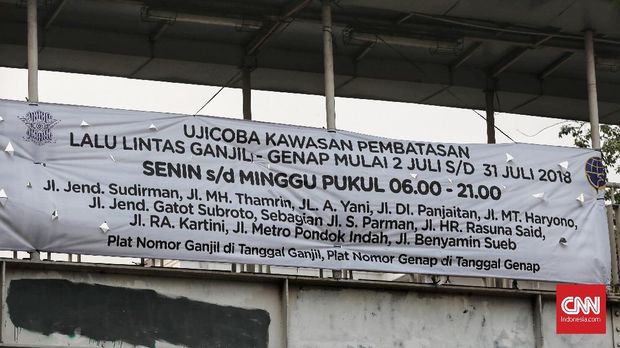 UJICOBA KAWASAN PEMBATASAN
LALU LINTAS GANJIL - GENAP MULAI 2 JULI S/D 31 JULI 2018
SENIN s/d MINGGU PUKUL 06.00 - 21.00
Jl. Jend. Sudirman, Jl. MH. Thamrin, JL. A. Yani, Jl. DI. Panjaitan, Jl. MT. Haryono,
Jl. Jend. Gatot Subroto, Sebagian Jl. S. Parman, Jl. HR. Rasuna Said,
Jl. RA. Kartini, Jl. Metro Pondok Indah, Jl. Benyamin Sueb
Plat Nomor Ganjil di Tanggal Ganjil, Plat Nomor Genap di Tanggal Genap
CNN
Indonesia.com